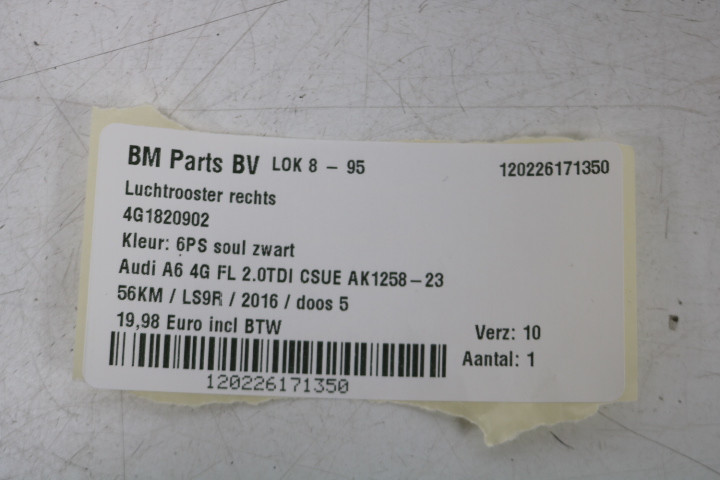 BM Parts BV LOK 8 - 95 120226171350
Luchtrooster rechts
4G1820902
Kleur: 6PS soul zwart
Audi A6 4G FL 2.0TDI CSUE AK1258-23
56KM / LS9R / 2016 / doos 5
19,98 Euro incl BTW Verz: 10
Aantal: 1
120226171350